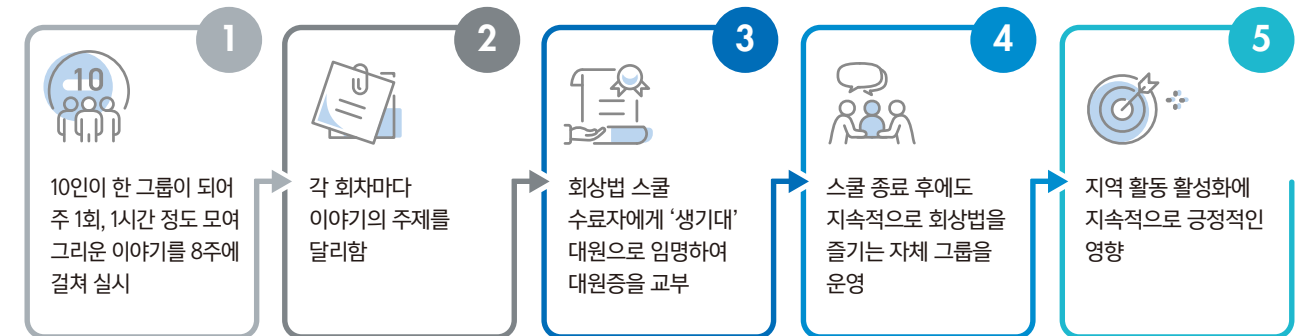 1
10
10인이 한 그룹이 되어
주 1회, 1시간 정도 모여
그리운 이야기를 8주에
걸쳐 실시
2
각 회차마다
이야기의 주제를
달리함
3
회상법 스쿨
수료자에게 ‘생기대’
대원으로 임명하여
대원증을 교부
4
스쿨 종료 후에도
지속적으로 회상법을
즐기는 자체 그룹을
운영
5
지역 활동 활성화에
지속적으로 긍정적인
영향